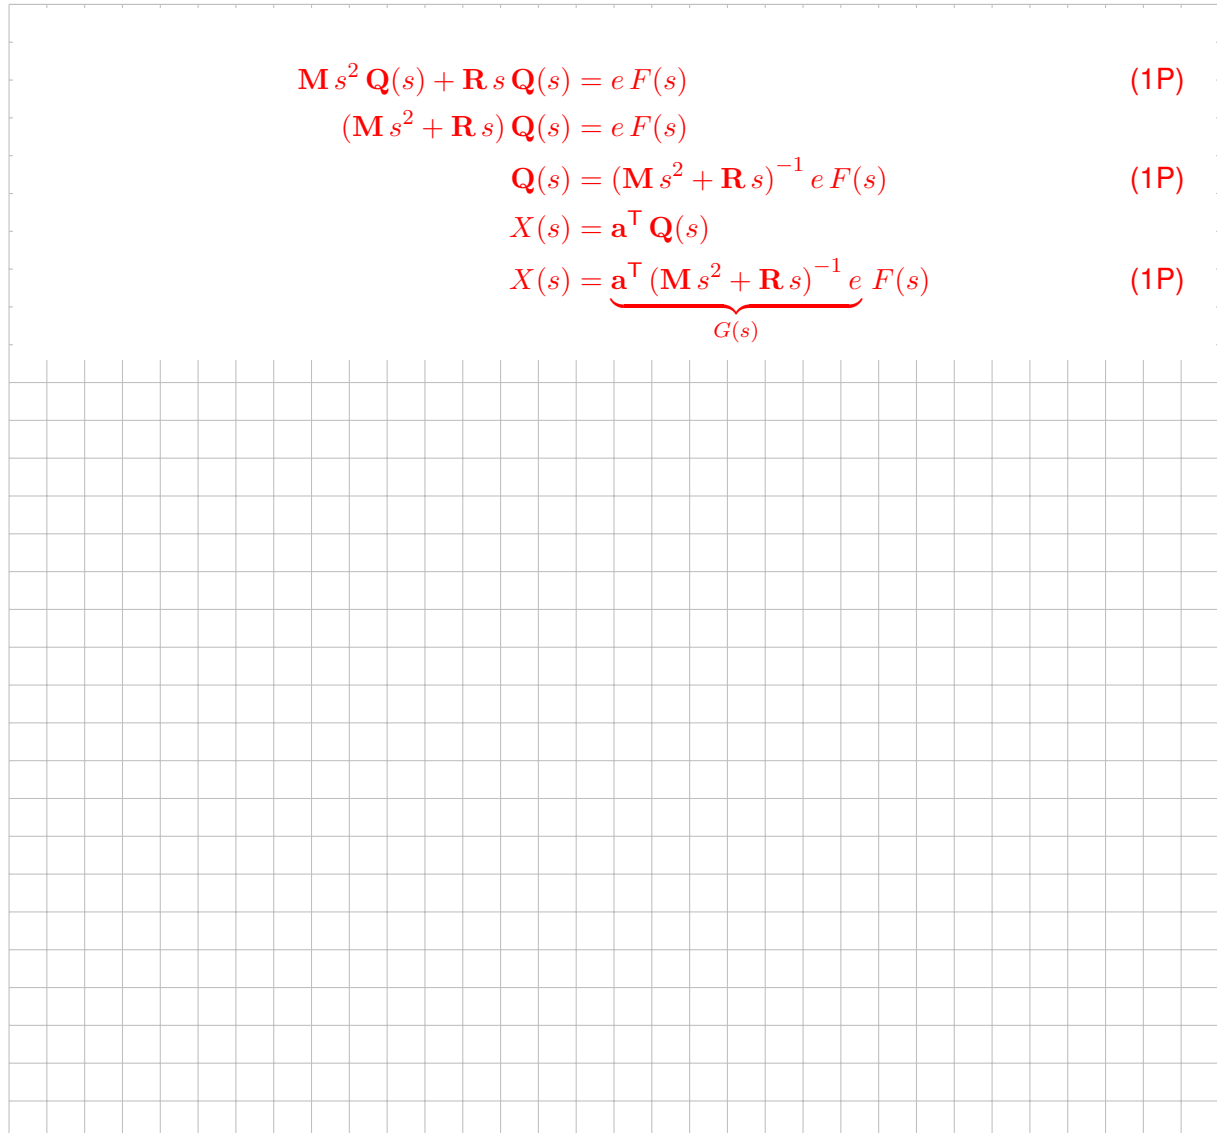 M s² Q(s) + R s Q(s) = e F(s) (1P)
(M s² + R s) Q(s) = e F(s)
Q(s) = (M s² + R s)⁻¹ e F(s) (1P)
X(s) = aᵀ Q(s)
X(s) = aᵀ (M s² + R s)⁻¹ e F(s) (1P)
G(s)